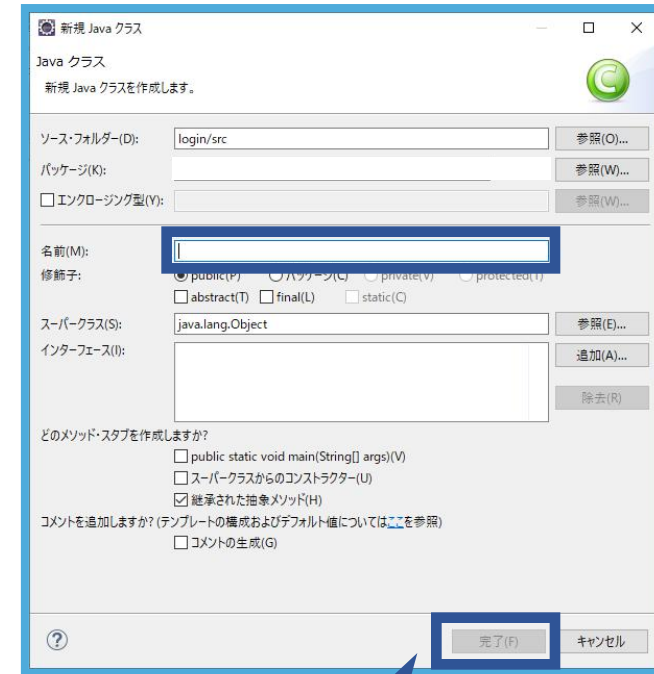 新規 Java クラス
Java クラス
新規 Java クラスを作成します。
ソース・フォルダー(D): login/src 参照(O)...
パッケージ(K): 参照(W)...
エンクロージング型(Y): 参照(W)...
名前(M):
修飾子: public(P) パッケージ(C) private(V) protected(T)
abstract(T) final(L) static(C)
スーパークラス(S): java.lang.Object 参照(E)...
インターフェース(I): 追加(A)...
除去(R)
どのメソッド・スタブを作成しますか?
public static void main(String[] args)(V)
スーパークラスからのコンストラクター(U)
継承された抽象メソッド(H)
コメントを追加しますか? (テンプレートの構成およびデフォルト値についてはここを参照)
コメントの生成(G)
? 完了(F) キャンセル